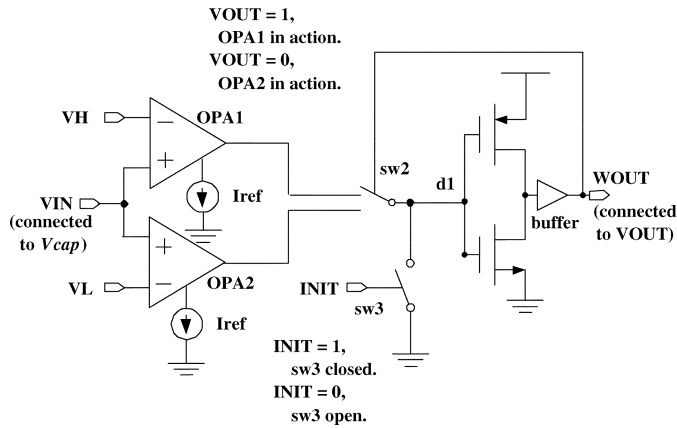 VOUT = 1,
OPA1 in action.
VOUT = 0,
OPA2 in action.
VH
OPA1
−
+
Iref
VIN
(connected
to Vcap)
+
−
VL
OPA2
Iref
sw2
d1
WOUT
buffer
(connected
to VOUT)
INIT
sw3
INIT = 1,
sw3 closed.
INIT = 0,
sw3 open.